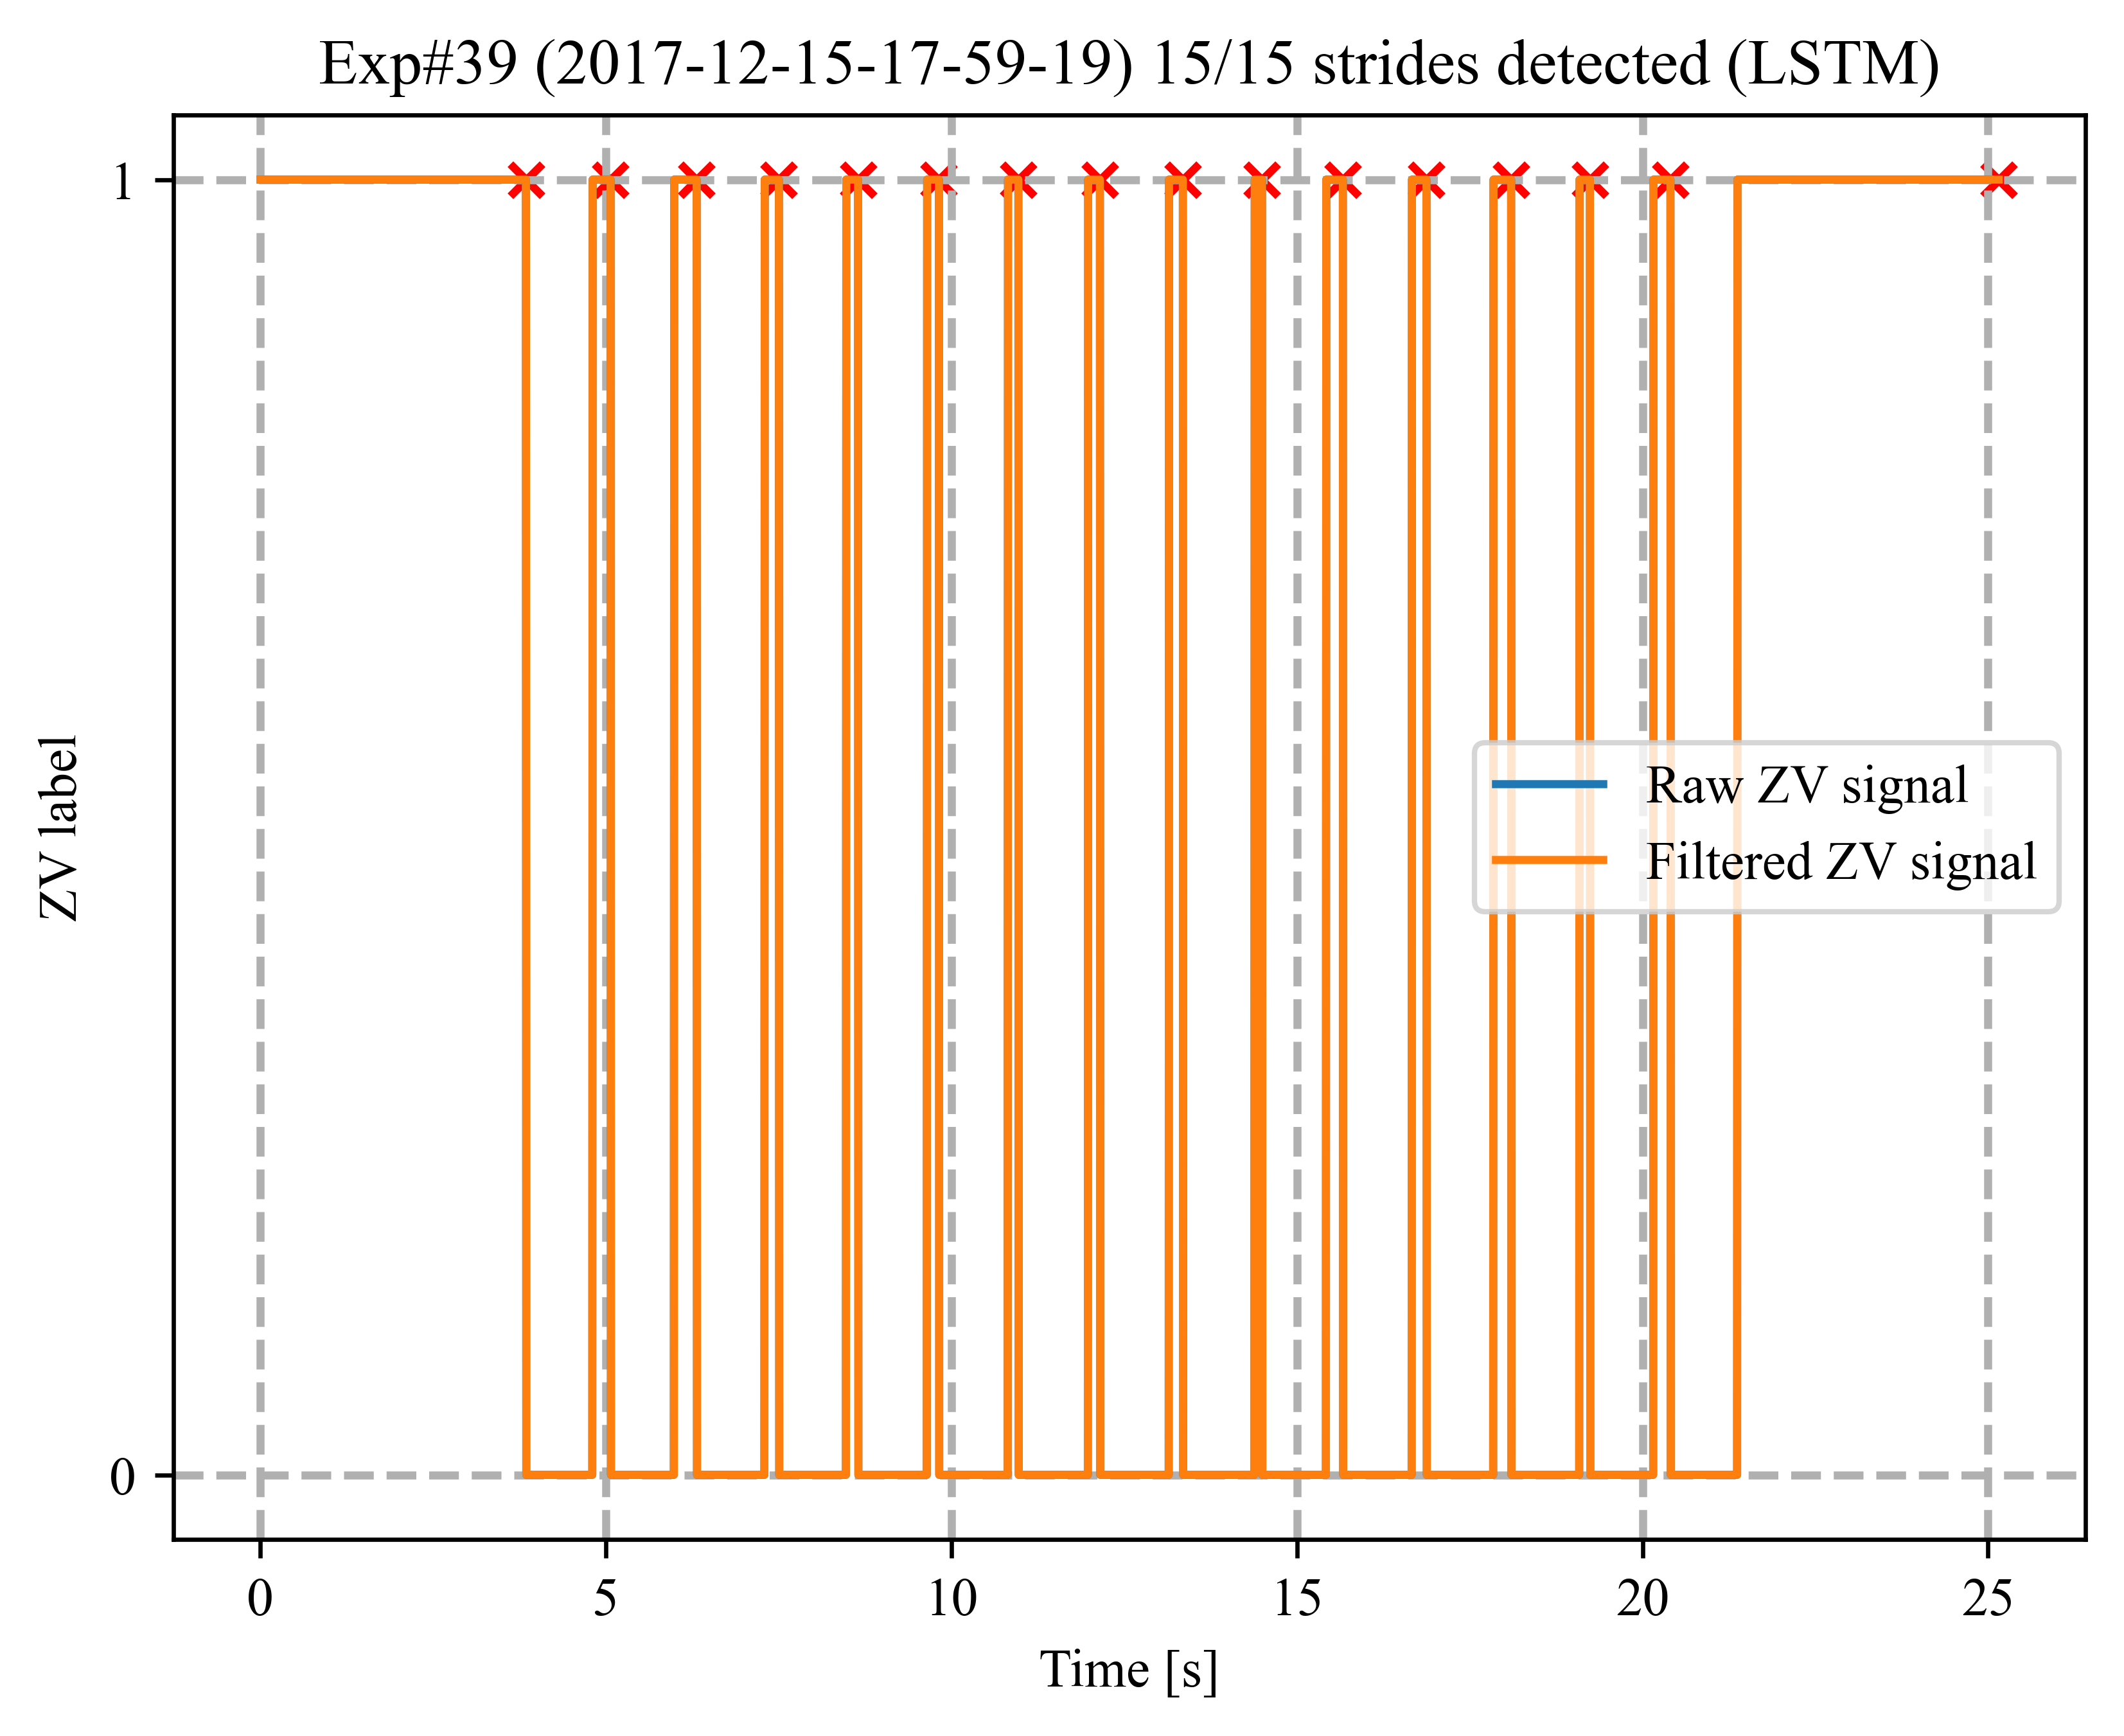 Exp#39 (2017-12-15-17-59-19) 15/15 strides detected (LSTM)
1
ZV label
Raw ZV signal
Filtered ZV signal
0
0 5 10 15 20 25
Time [s]